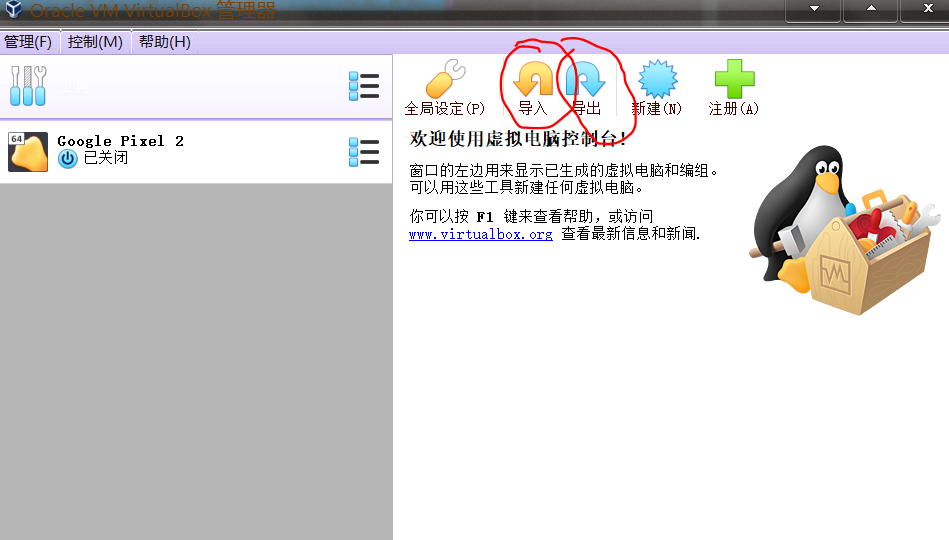 Oracle VM VirtualBox 管理器
管理(F) 控制(M) 帮助(H)
工具
全局设定(P) 导入 导出 新建(N) 注册(A)
64
Google Pixel 2
已关闭
欢迎使用虚拟电脑控制台!
窗口的左边用来显示已生成的虚拟电脑和编组。
可以用这些工具新建任何虚拟电脑。
你可以按 F1 键来查看帮助，或访问
www.virtualbox.org 查看最新信息和新闻.